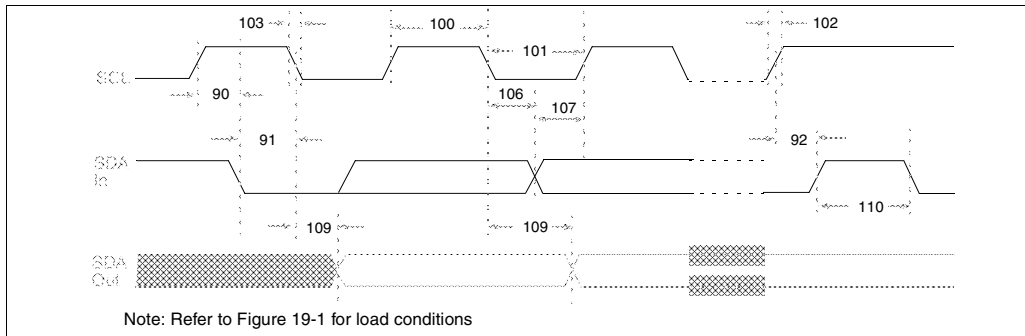 103 100 101 102
SCL
90 106 107
91 92
SDA
In
110
109 109
SDA
Out
Note: Refer to Figure 19-1 for load conditions